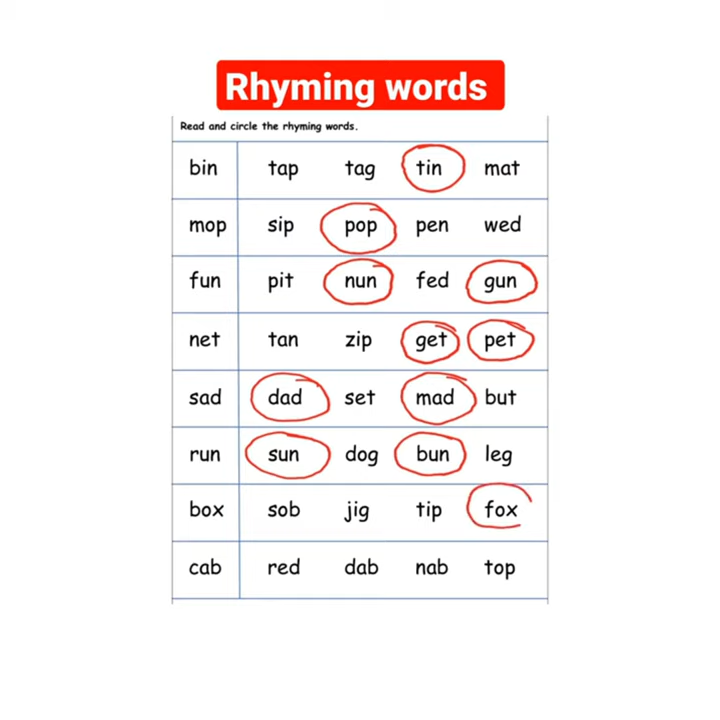 Rhyming words
Read and circle the rhyming words.
bin tap tag tin mat
mop sip pop pen wed
fun pit nun fed gun
net tan zip get pet
sad dad set mad but
run sun dog bun leg
box sob jig tip fox
cab red dab nab top